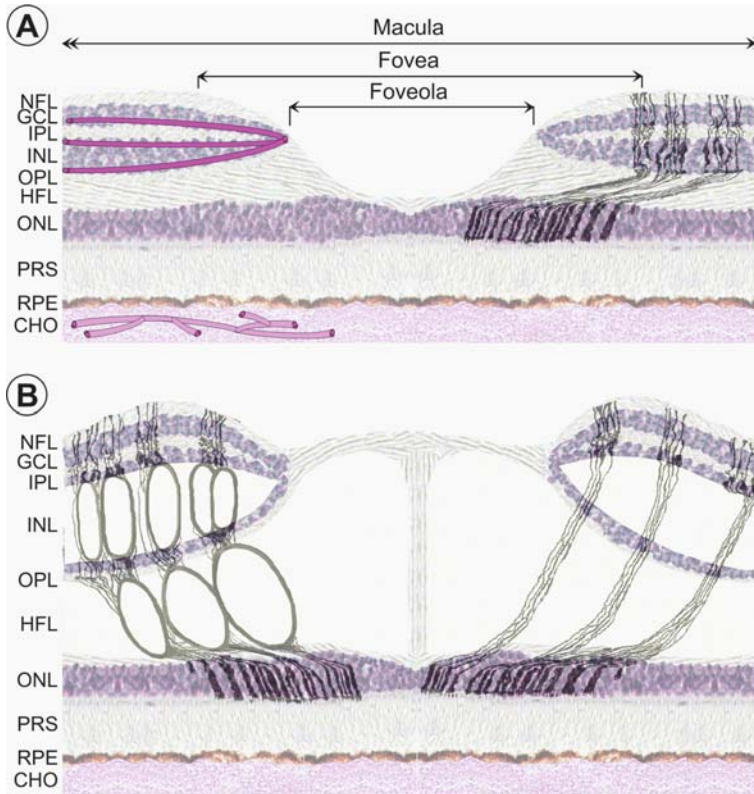 A
Macula
Fovea
Foveola
NFL
GCL
IPL
INL
OPL
HFL
ONL
PRS
RPE
CHO
B
NFL
GCL
IPL
INL
OPL
HFL
ONL
PRS
RPE
CHO